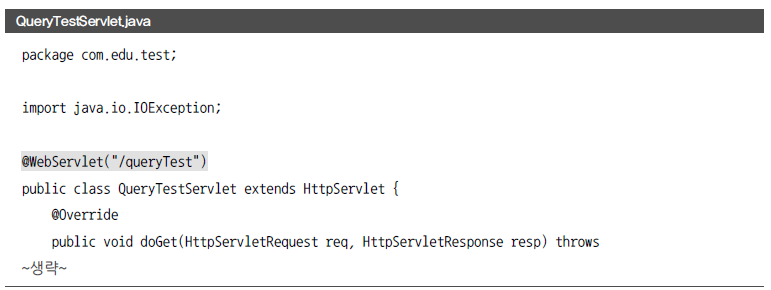 QueryTestServlet.java
package com.edu.test;
import java.io.IOException;
@WebServlet("/queryTest")
public class QueryTestServlet extends HttpServlet {
@Override
public void doGet(HttpServletRequest req, HttpServletResponse resp) throws
~생략~